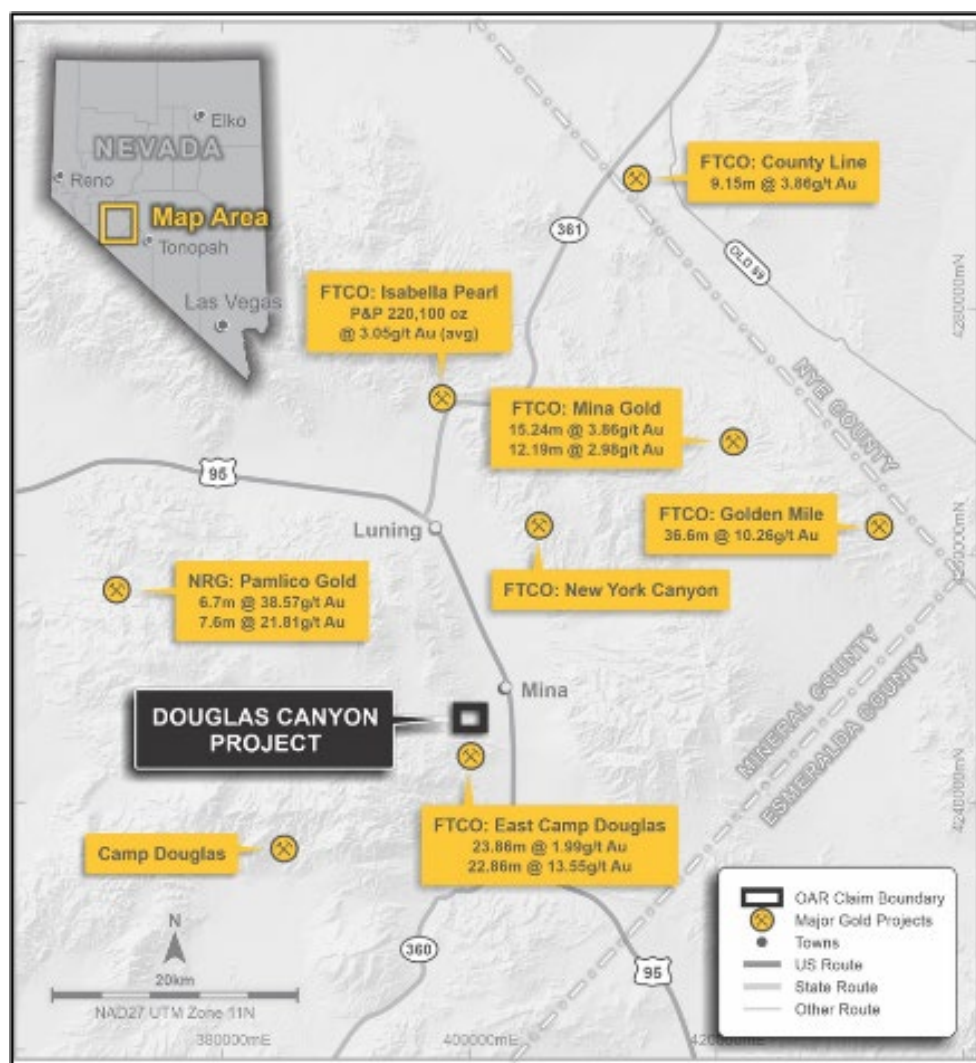 NEVADA
Elko
Reno
Map Area
Tonopah
Las Vegas
FTCO: County Line
9.15m @ 3.86g/t Au
361
OLD 89
4260000mN
FTCO: Isabella Pearl
P&P 220,100 oz
@ 3.05g/t Au (avg)
NYE COUNTY
FTCO: Mina Gold
15.24m @ 3.86g/t Au
12.19m @ 2.98g/t Au
95
Luning
FTCO: Golden Mile
36.6m @ 10.26g/t Au
FTCO: New York Canyon
NRG: Pamlico Gold
6.7m @ 38.57g/t Au
7.6m @ 21.81g/t Au
Mina
DOUGLAS CANYON
PROJECT
MINERAL COUNTY
ESMERALDA COUNTY
4240000mN
FTCO: East Camp Douglas
23.86m @ 1.99g/t Au
22.86m @ 13.55g/t Au
Camp Douglas
N
20km
NAD27 UTM Zone 11N
360
95
OAR Claim Boundary
Major Gold Projects
Towns
US Route
State Route
Other Route
380000mE
400000mE